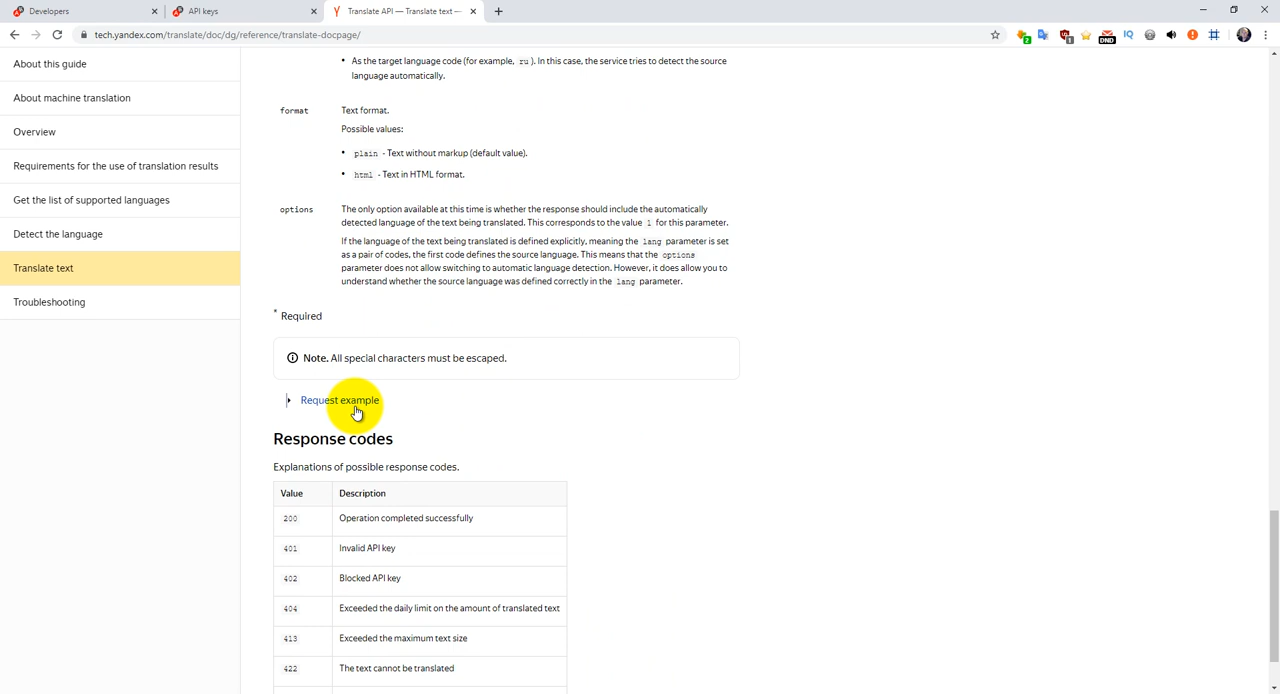 Developers
API keys
Translate API — Translate text —
tech.yandex.com/translate/doc/dg/reference/translate-docpage/
2
1
DND
IQ
About this guide
About machine translation
Overview
Requirements for the use of translation results
Get the list of supported languages
Detect the language
Translate text
Troubleshooting
• As the target language code (for example, ru ). In this case, the service tries to detect the source
language automatically.
format
Text format.
Possible values:
• plain - Text without markup (default value).
• html - Text in HTML format.
options
The only option available at this time is whether the response should include the automatically
detected language of the text being translated. This corresponds to the value 1 for this parameter.
If the language of the text being translated is defined explicitly, meaning the lang parameter is set
as a pair of codes, the first code defines the source language. This means that the options
parameter does not allow switching to automatic language detection. However, it does allow you to
understand whether the source language was defined correctly in the lang parameter.
* Required
Note. All special characters must be escaped.
Request example
Response codes
Explanations of possible response codes.
Value Description
200 Operation completed successfully
401 Invalid API key
402 Blocked API key
404 Exceeded the daily limit on the amount of translated text
413 Exceeded the maximum text size
422 The text cannot be translated